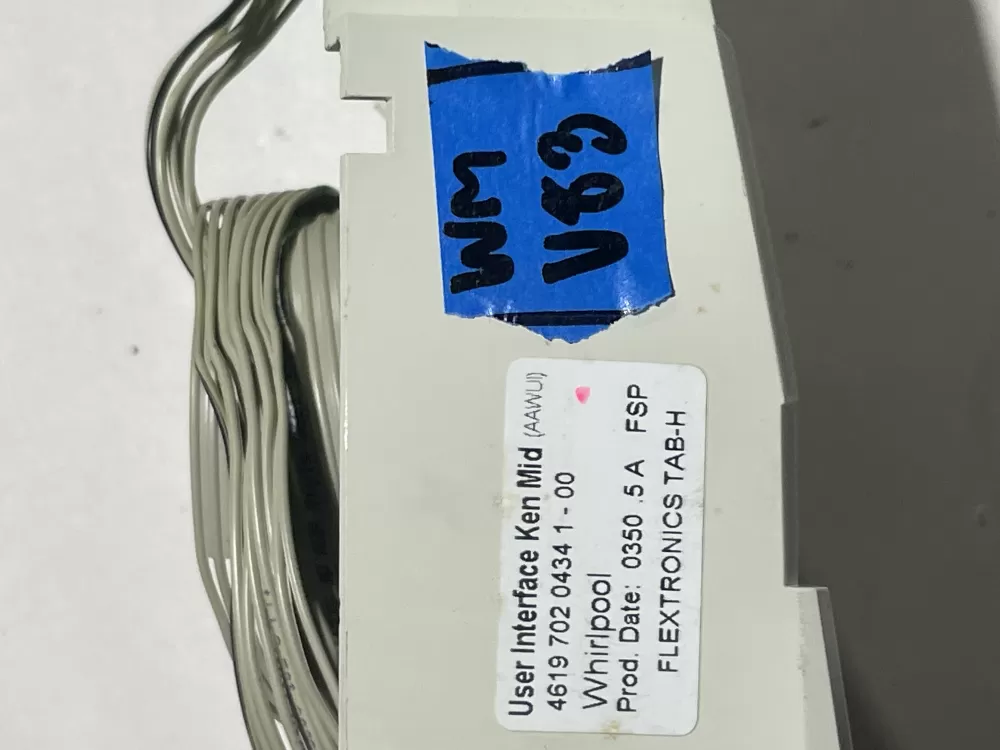 WM
V83
User Interface Ken Mid (AAWUI)
4619 702 0434 1 - 00
Whirlpool
Prod. Date: 0350 .5 A FSP
FLEXTRONICS TAB-H